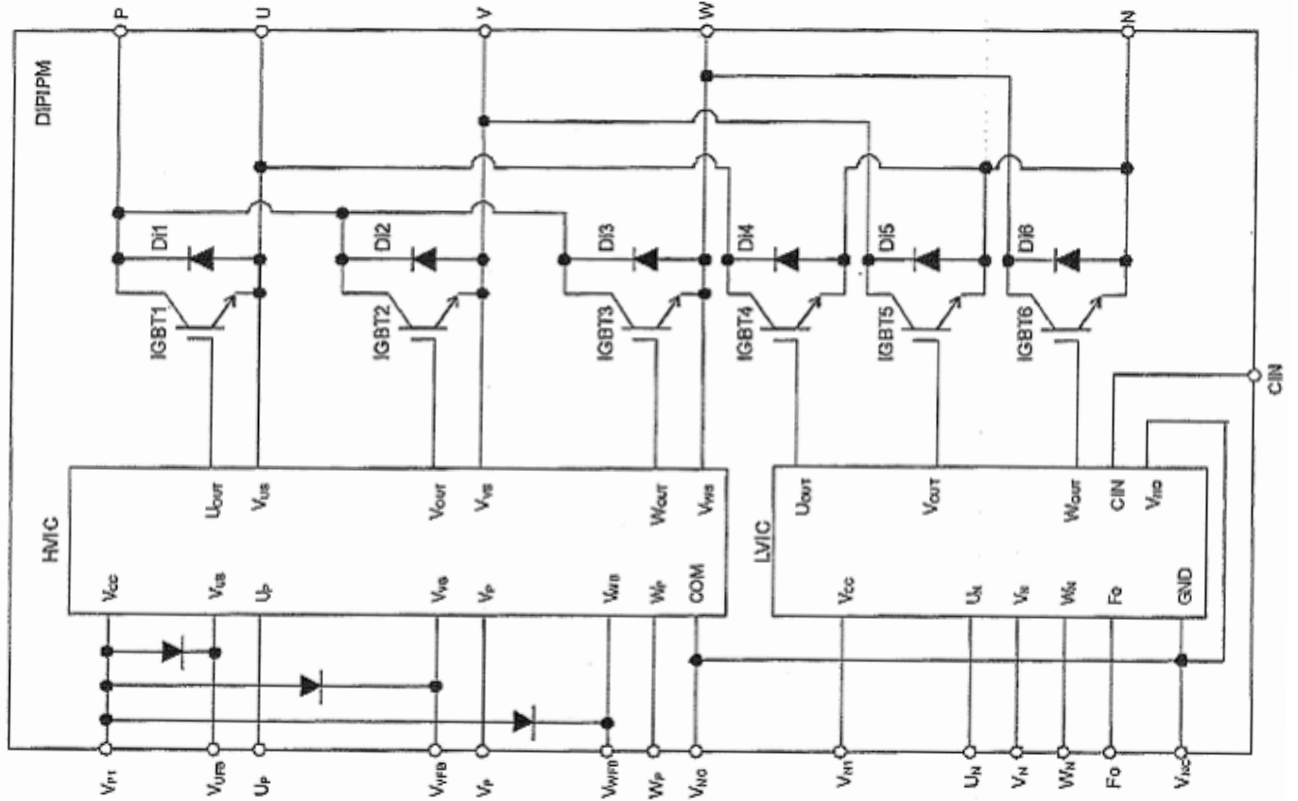 P
U
V
W
N
DIPIPM
Di1
Di2
Di3
Di4
Di5
Di6
IGBT1
IGBT2
IGBT3
IGBT4
IGBT5
IGBT6
CIN
HVIC
UOUT
VUS
VOUT
VVS
WOUT
VWS
VCC
VUB
UP
VVB
VP
VWB
WP
COM
LVIC
UOUT
VOUT
WOUT
CIN
VNO
VCC
UN
VN
WN
Fo
GND
VP1
VUFB
UP
VVFB
VP
VWFB
WP
VNC
VN1
UN
VN
WN
Fo
VNC